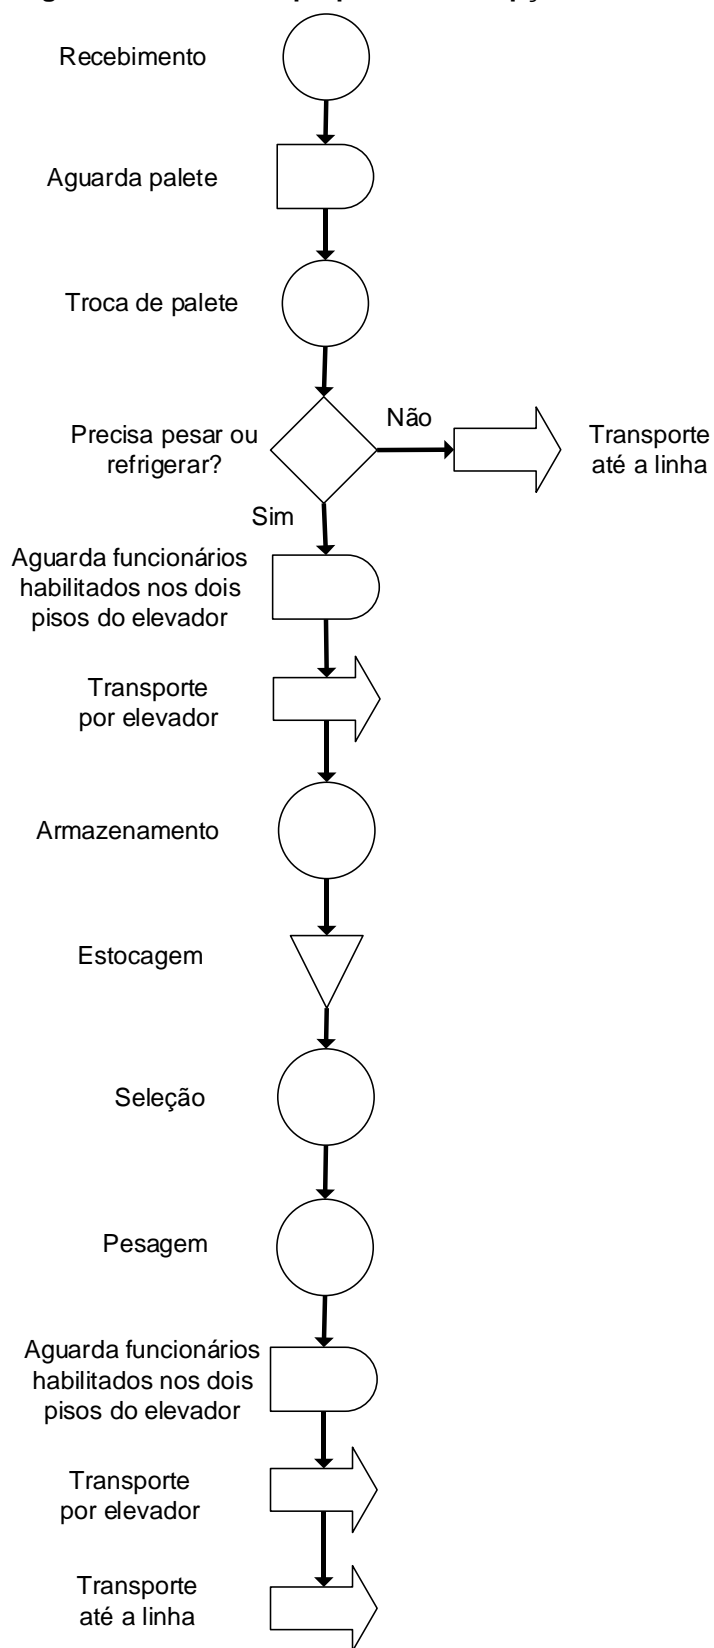 Recebimento
Aguarda palete
Troca de palete
Precisa pesar ou
refrigerar?
Não
Transporte
até a linha
Sim
Aguarda funcionários
habilitados nos dois
pisos do elevador
Transporte
por elevador
Armazenamento
Estocagem
Seleção
Pesagem
Aguarda funcionários
habilitados nos dois
pisos do elevador
Transporte
por elevador
Transporte
até a linha